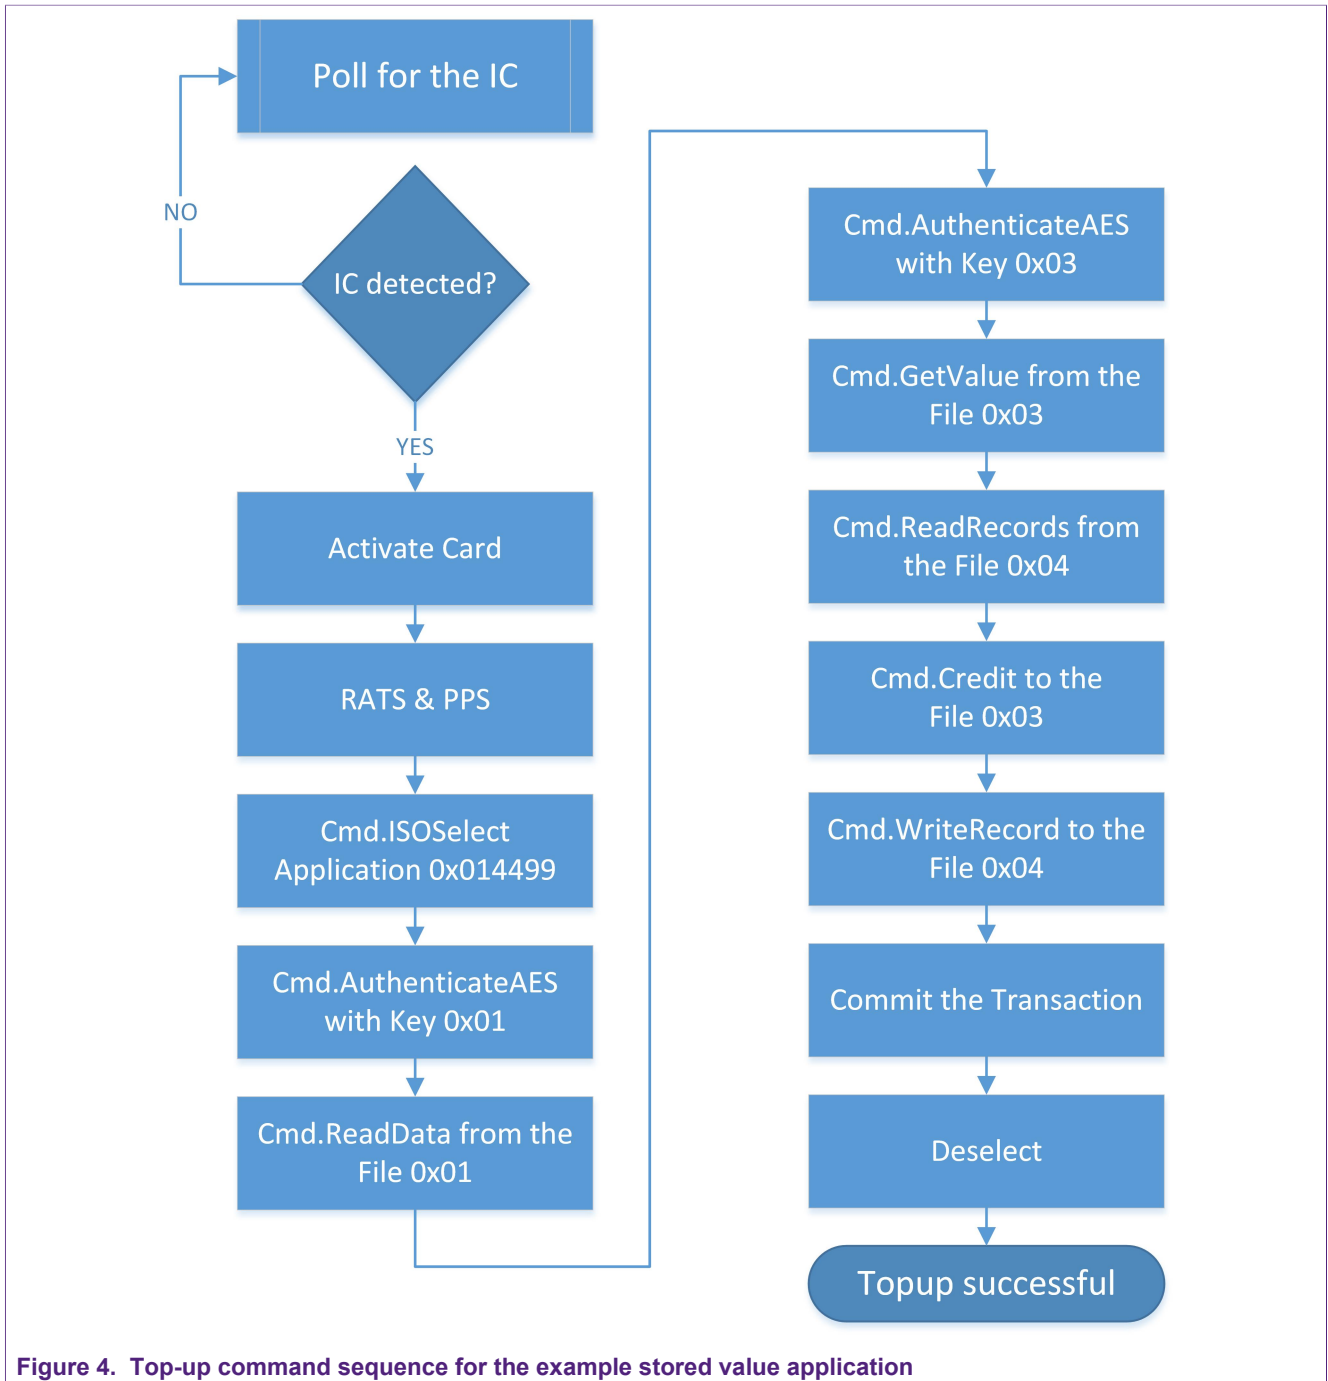 Poll for the IC
NO
IC detected?
YES
Activate Card
RATS & PPS
Cmd.ISOSelect
Application 0x014499
Cmd.AuthenticateAES
with Key 0x01
Cmd.ReadData from the
File 0x01
Cmd.AuthenticateAES
with Key 0x03
Cmd.GetValue from the
File 0x03
Cmd.ReadRecords from
the File 0x04
Cmd.Credit to the
File 0x03
Cmd.WriteRecord to the
File 0x04
Commit the Transaction
Deselect
Topup successful
Figure 4. Top-up command sequence for the example stored value application